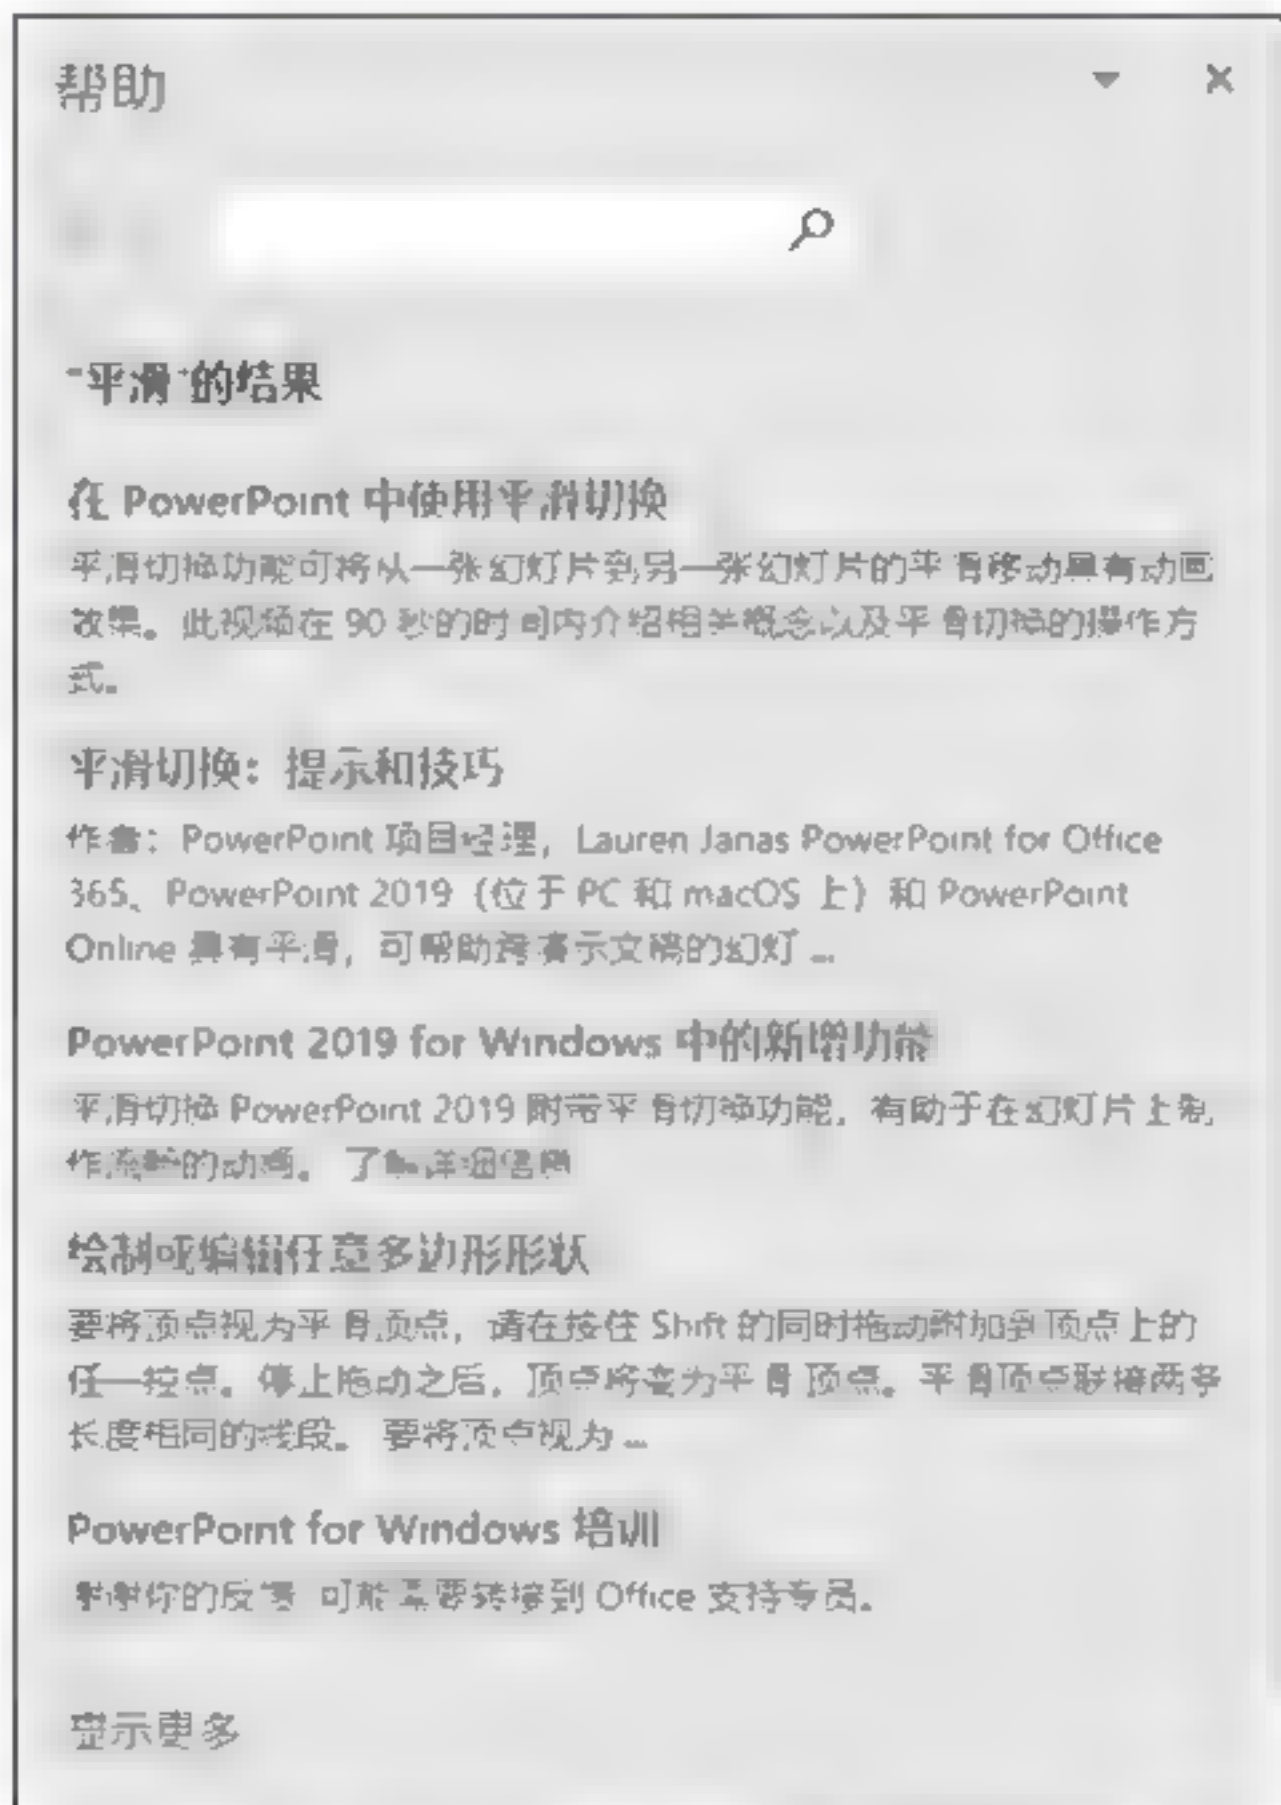 帮助
"平滑"的结果
在 PowerPoint 中使用平滑切换
平滑切换功能可将从一张幻灯片到另一张幻灯片的平滑移动具有动画
效果。此视频在 90 秒的时间内介绍相关概念以及平滑切换的操作方
式。
平滑切换：提示和技巧
作者：PowerPoint 项目经理，Lauren Janas PowerPoint for Office
365、PowerPoint 2019（位于 PC 和 macOS 上）和 PowerPoint
Online 具有平滑，可帮助跨演示文稿的幻灯 ...
PowerPoint 2019 for Windows 中的新增功能
平滑切换 PowerPoint 2019 附带平滑切换功能，有助于在幻灯片上制
作流畅的动画。 了解详细信息
绘制或编辑任意多边形形状
要将顶点视为平滑顶点，请在按住 Shift 的同时拖动附加到顶点上的
任一控点。停止拖动之后，顶点将变为平滑顶点。平滑顶点联接两条
长度相同的线段。 要将顶点视为 ...
PowerPoint for Windows 培训
谢谢你的反馈 可能需要转接到 Office 支持专员。
显示更多